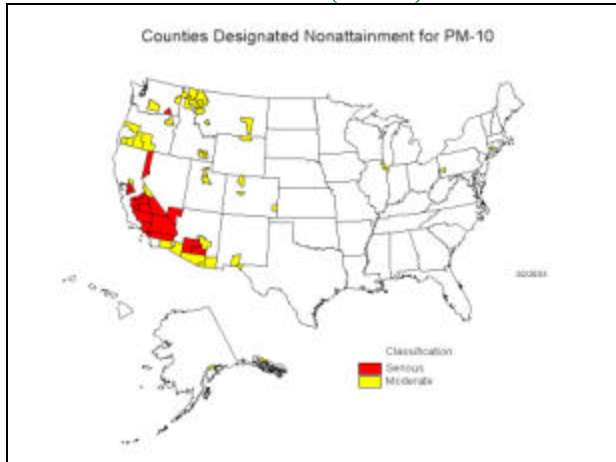 Counties Designated Nonattainment for PM-10
Classification
Serious
Moderate